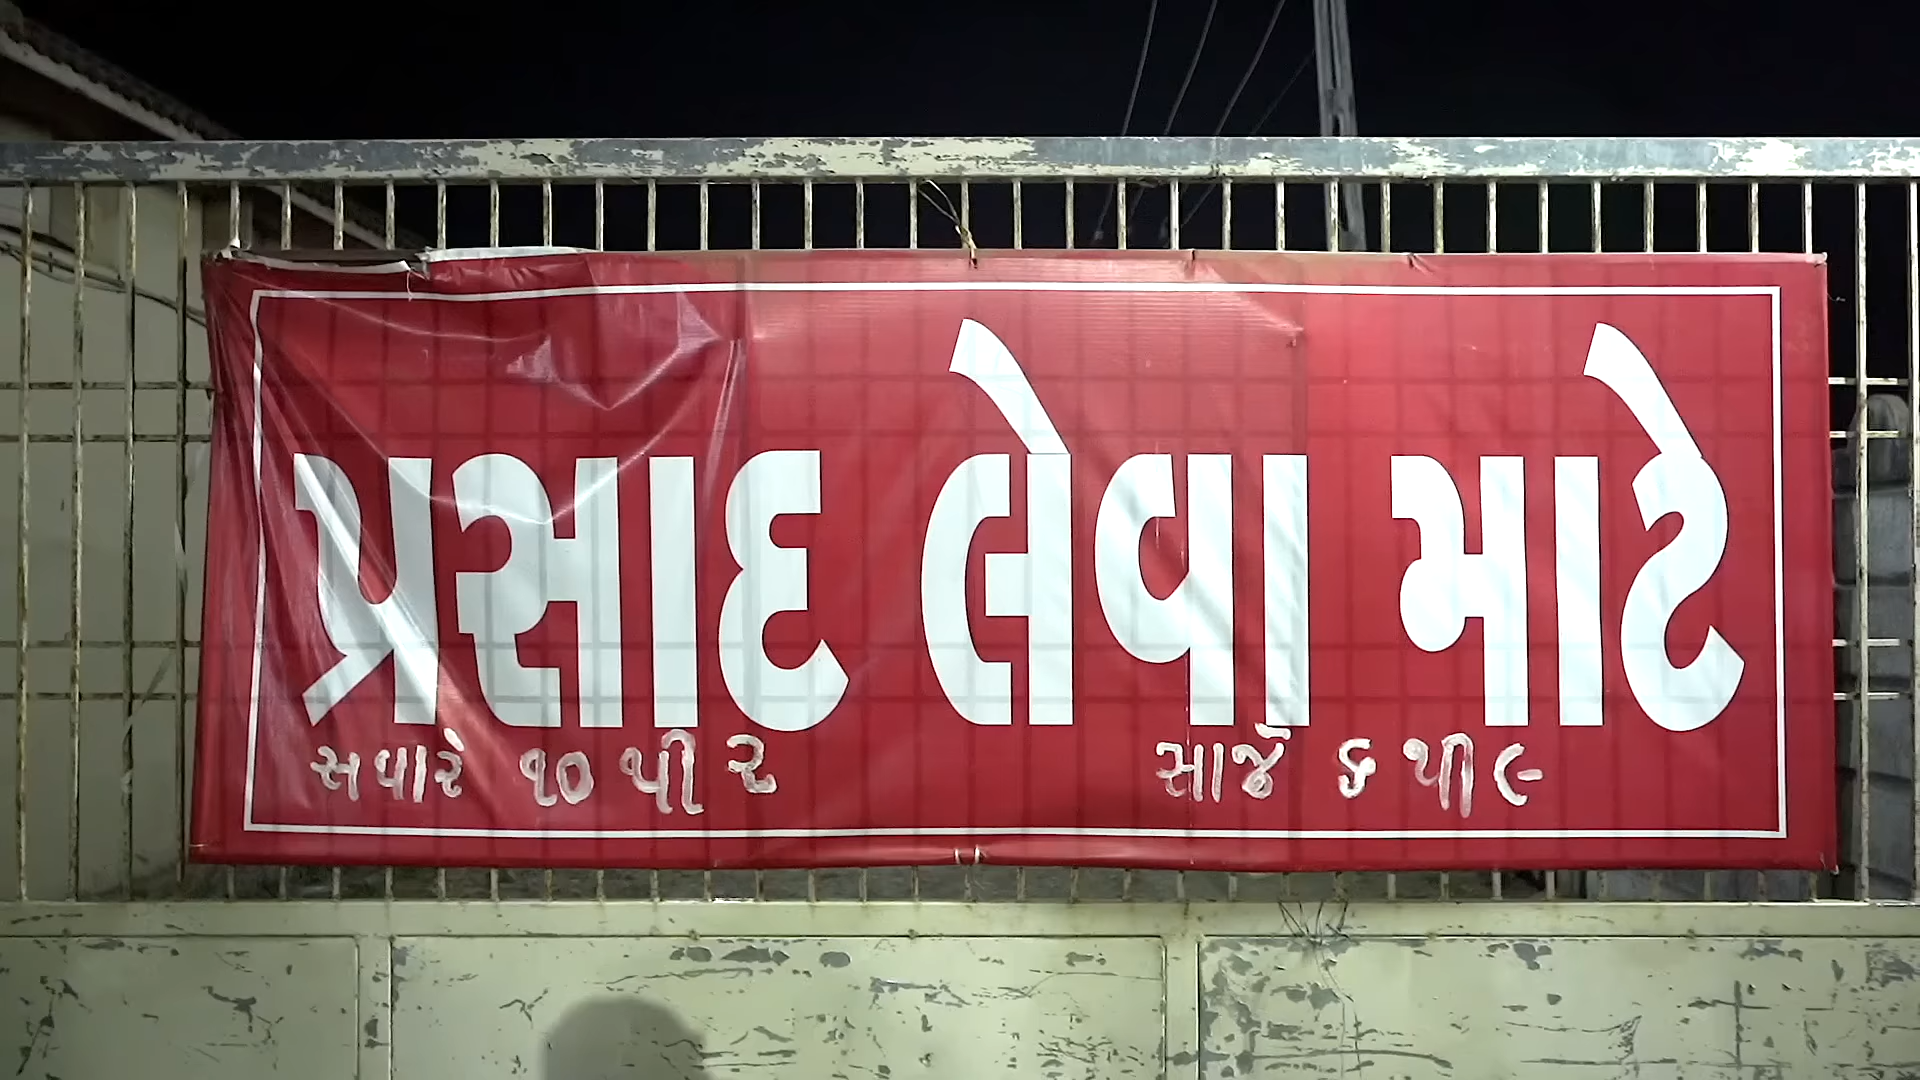 પ્રસાદ લેવા માટે
સવારે ૧૦ થી ૨ સાજેં ૬ થી ૯